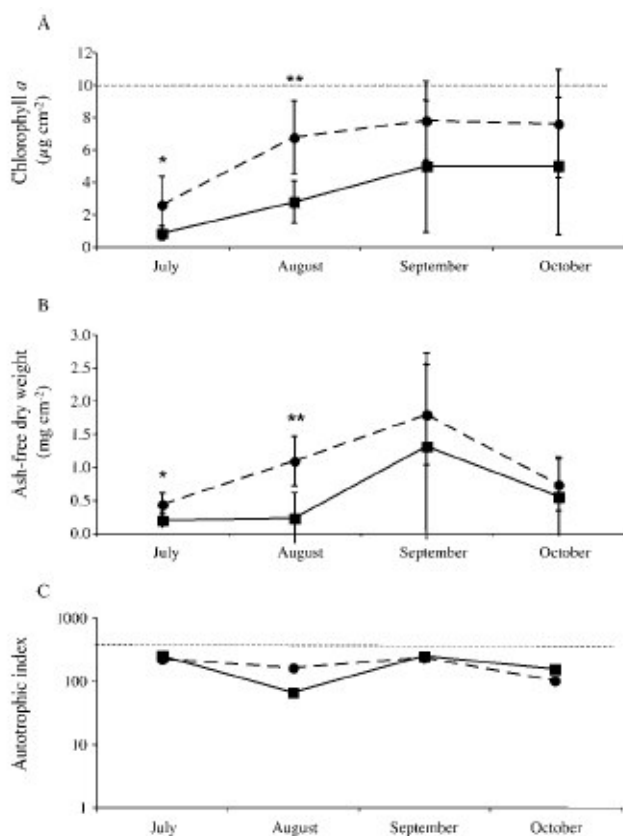 A
Chlorophyll a
(µg cm-2)
12
10
8
6
4
2
0
*
**
July August September October
B
Ash-free dry weight
(mg cm-2)
3.0
2.5
2.0
1.5
1.0
0.5
0.0
*
**
July August September October
C
Autotrophic index
1000
100
10
1
July August September October